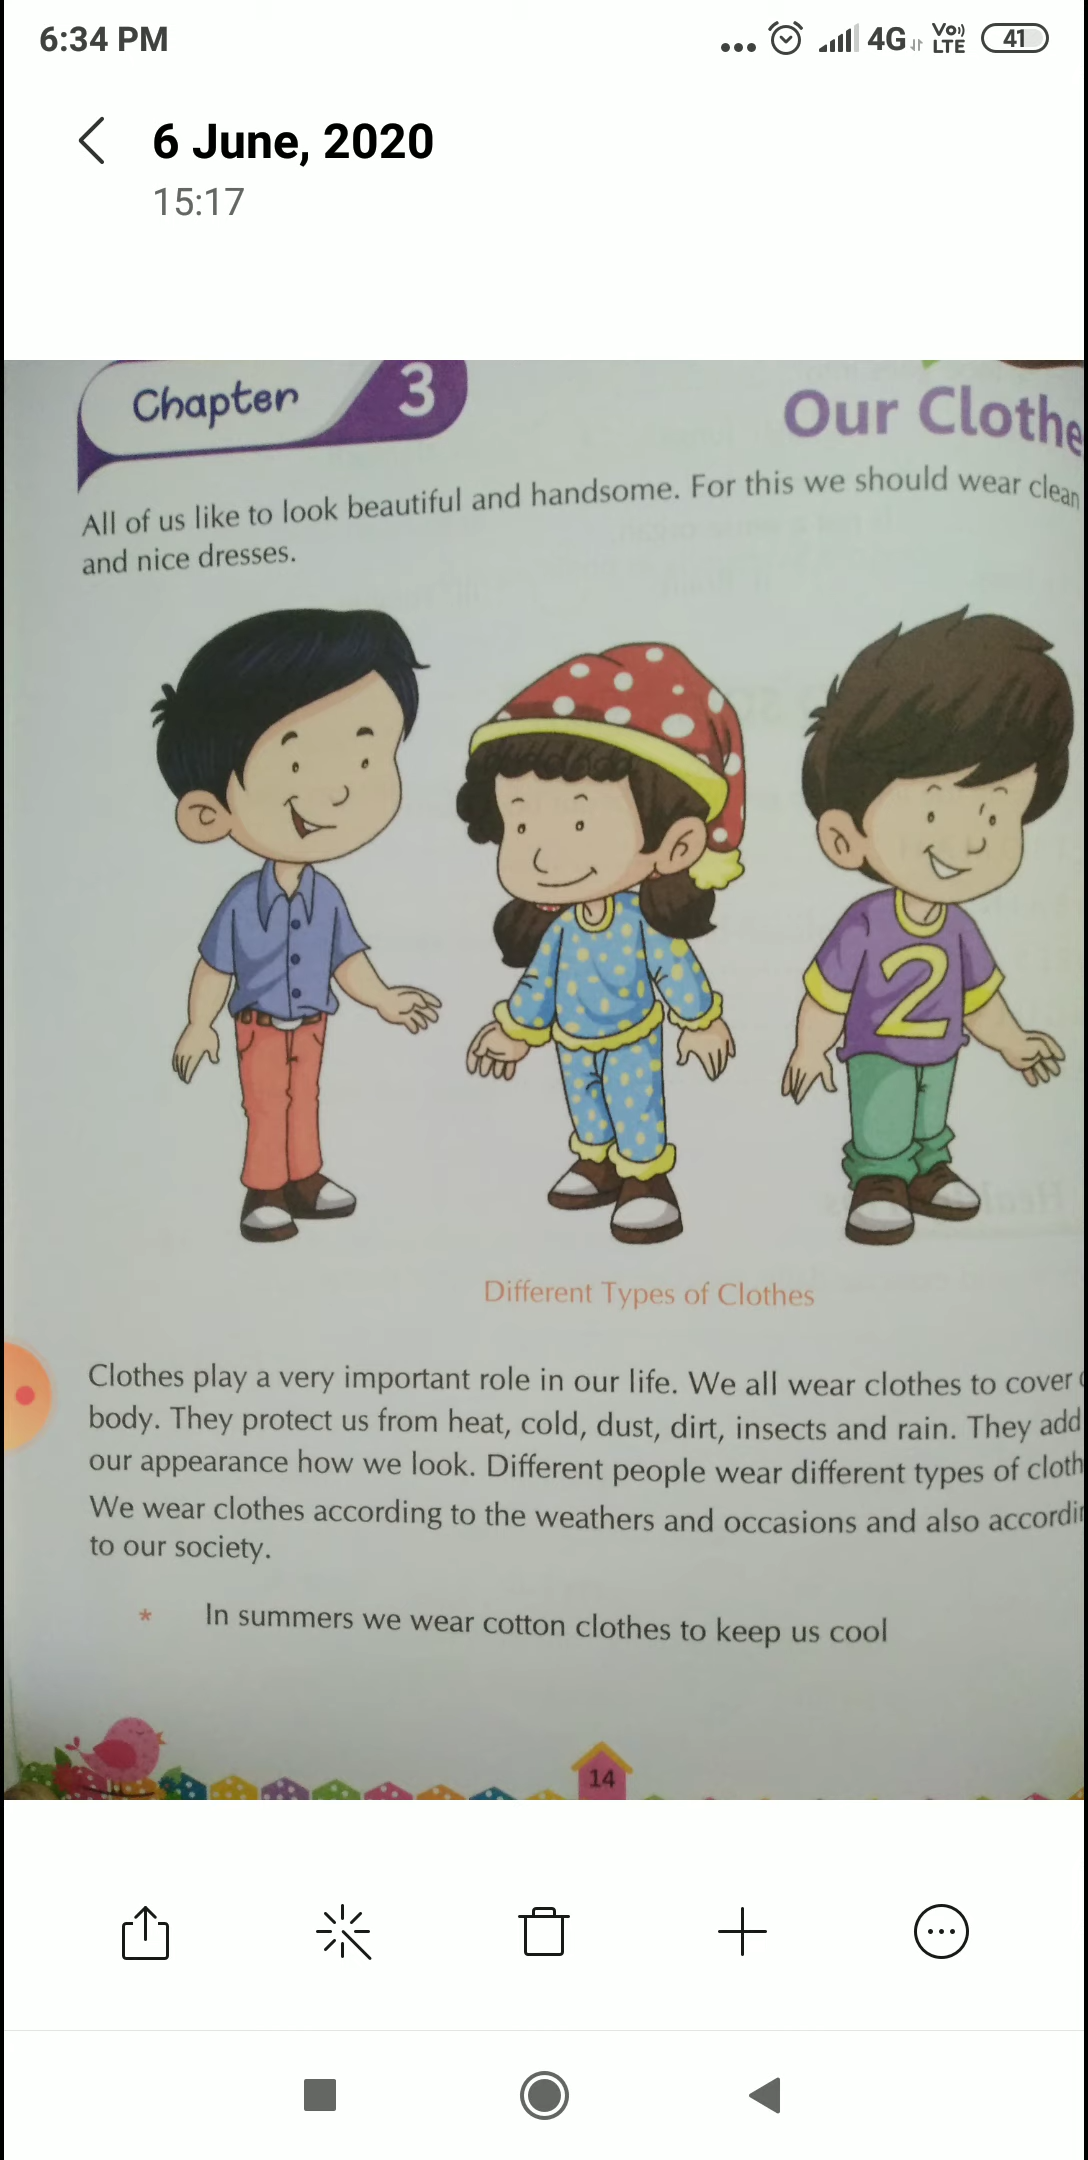 6:34 PM
4G Vo)) LTE 41
6 June, 2020
15:17
Chapter 3
Our Clothe
All of us like to look beautiful and handsome. For this we should wear clean
and nice dresses.
2
Different Types of Clothes
Clothes play a very important role in our life. We all wear clothes to cover
body. They protect us from heat, cold, dust, dirt, insects and rain. They add
our appearance how we look. Different people wear different types of cloth
We wear clothes according to the weathers and occasions and also accordin
to our society.
* In summers we wear cotton clothes to keep us cool
14